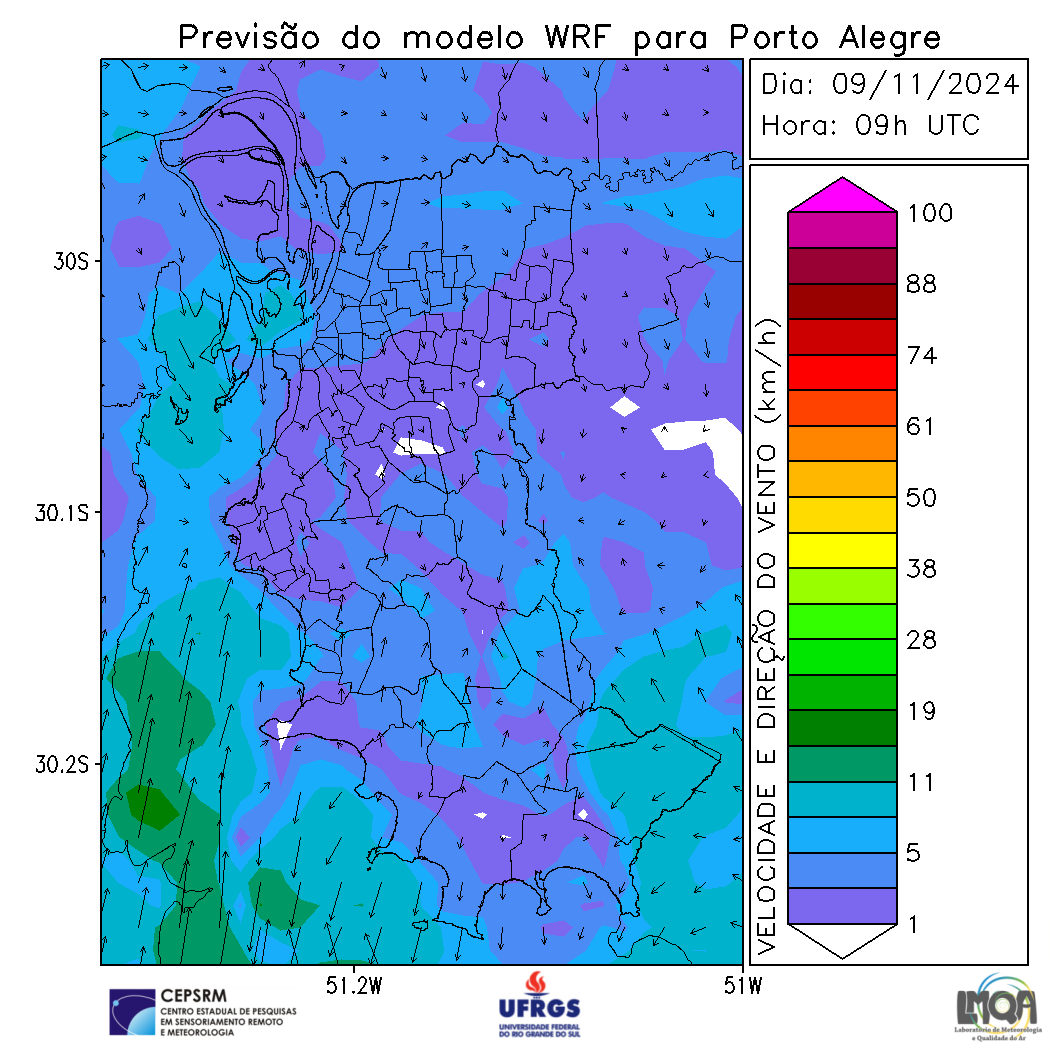 Previsão do modelo WRF para Porto Alegre
Dia: 09/11/2024
Hora: 09h UTC
30S
30.1S
30.2S
51.2W
51W
VELOCIDADE E DIREÇÃO DO VENTO (km/h)
100
88
74
61
50
38
28
19
11
5
1
CEPSRM
CENTRO ESTADUAL DE PESQUISAS
EM SENSORIAMENTO REMOTO
E METEOROLOGIA
UFRGS
UNIVERSIDADE FEDERAL
DO RIO GRANDE DO SUL
LMQA
Laboratório de Meteorologia
e Qualidade do Ar